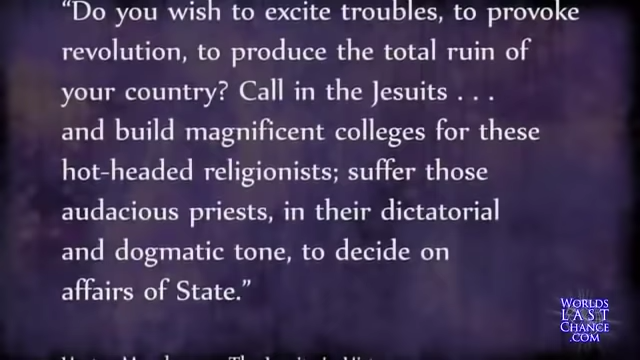 “Do you wish to excite troubles, to provoke
revolution, to produce the total ruin of
your country? Call in the Jesuits . . .
and build magnificent colleges for these
hot-headed religionists; suffer those
audacious priests, in their dictatorial
and dogmatic tone, to decide on
affairs of State.”
WORLDS
LAST
CHANCE
.COM